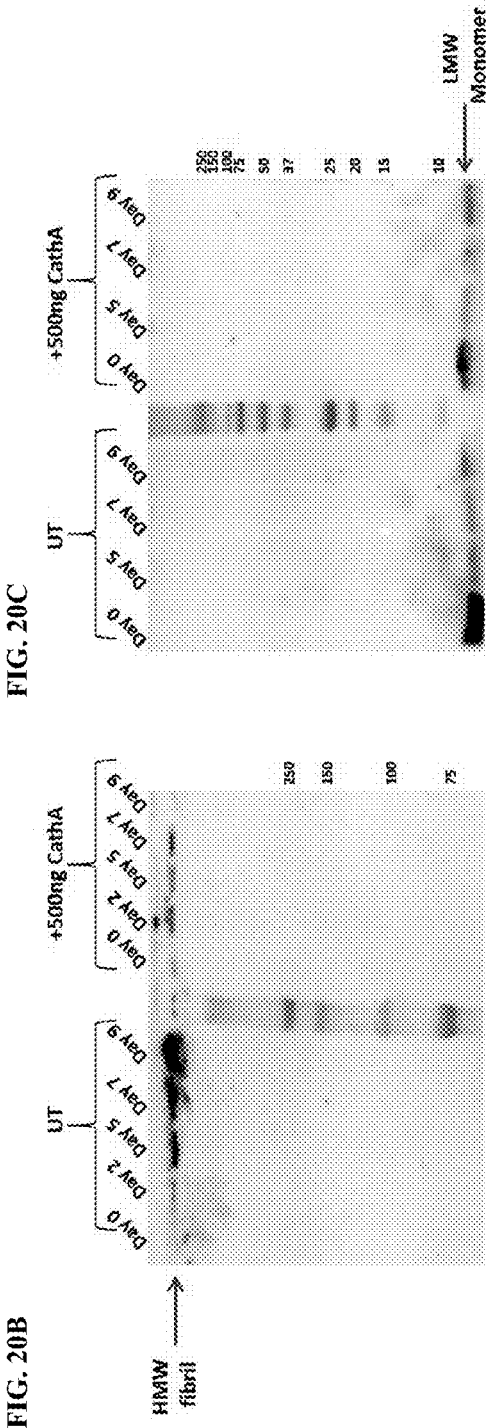 FIG. 20B
UT
+500ng CathA
Day 0 Day 2 Day 5 Day 7 Day 9 Day 0 Day 2 Day 5 Day 7 Day 9
HMW
fibril
250
150
100
75
FIG. 20C
UT
+500ng CathA
Day 0 Day 5 Day 7 Day 9 Day 0 Day 5 Day 7 Day 9
250
150
100
75
50
37
25
20
15
10
LMW
Monomer